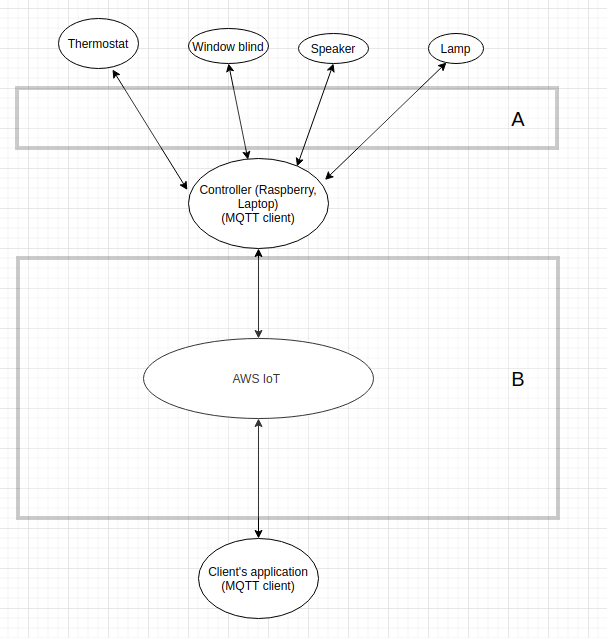 Thermostat
Window blind
Speaker
Lamp
A
Controller (Raspberry,
Laptop)
(MQTT client)
AWS IoT
B
Client's application
(MQTT client)